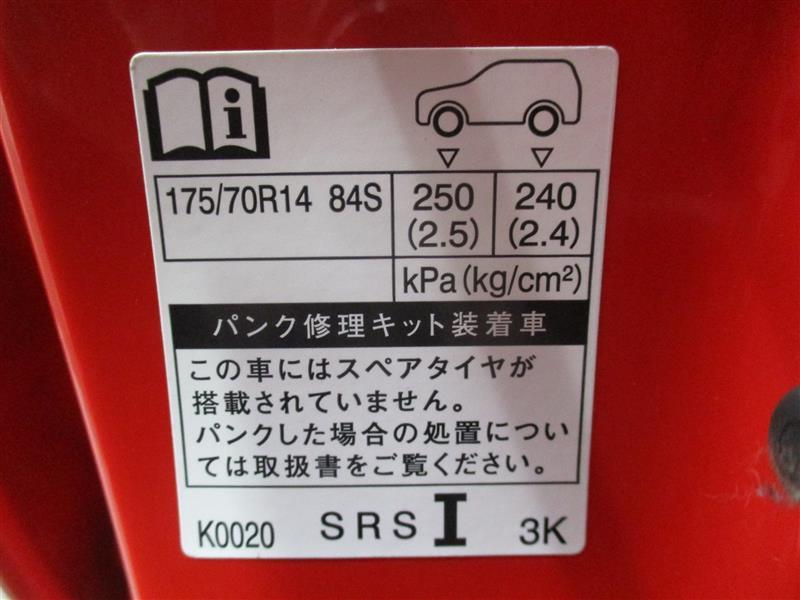 i
175/70R14 84S 250 240
(2.5) (2.4)
kPa(kg/cm²)
パンク修理キット装着車
この車にはスペアタイヤが
搭載されていません。
パンクした場合の処置につい
ては取扱書をご覧ください。
K0020 SRS I 3K